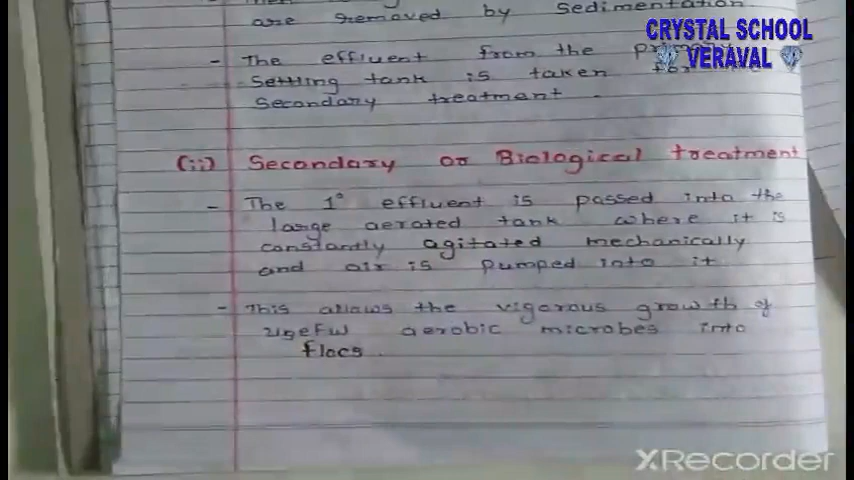 are removed by Sedimentation
CRYSTAL SCHOOL
VERAVAL
- The effluent from the
Settling tank is taken for
Secondary treatment .
(ii) Secondary or Biological treatment
- The 1° effluent is passed into the
large aerated tank where it is
constantly agitated mechanically
and air is pumped into it
- This allows the vigorous growth of
useful aerobic microbes into
flocs .
XRecorder